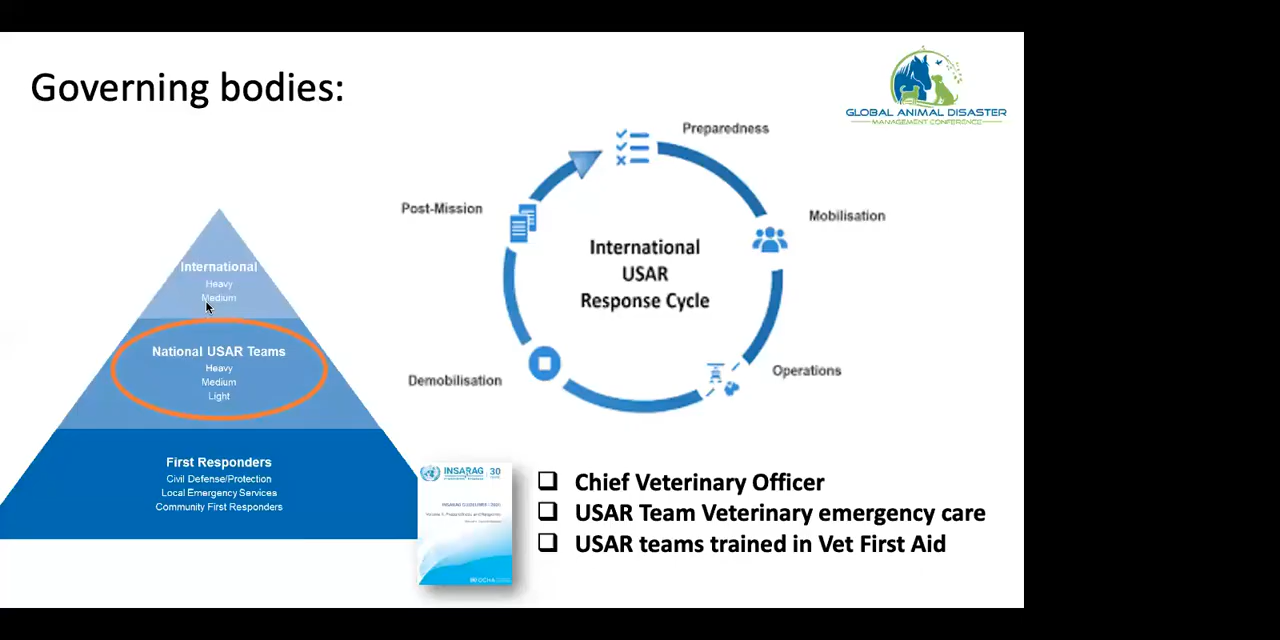 Governing bodies:
GLOBAL ANIMAL DISASTER
MANAGEMENT CONFERENCE
Preparedness
Mobilisation
Operations
Demobilisation
Post-Mission
International
USAR
Response Cycle
International
Heavy
Medium
National USAR Teams
Heavy
Medium
Light
First Responders
Civil Defense/Protection
Local Emergency Services
Community First Responders
INSARAG
30
OCHA
Chief Veterinary Officer
USAR Team Veterinary emergency care
USAR teams trained in Vet First Aid